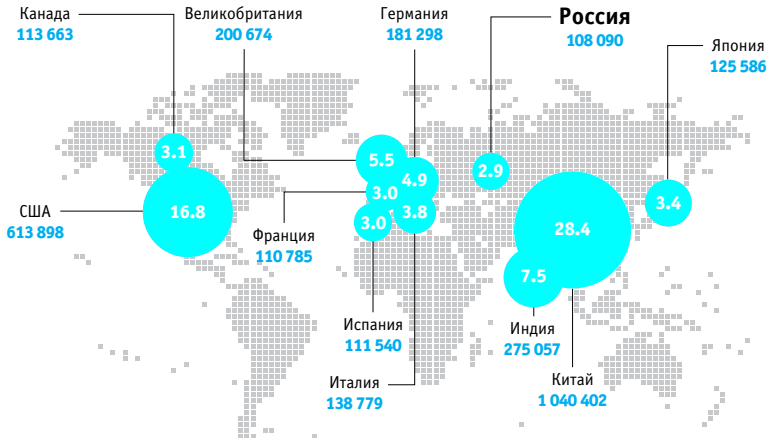 Канада
113 663
Великобритания
200 674
Германия
181 298
Россия
108 090
Япония
125 586
3.1
5.5
4.9
2.9
3.0
3.4
США
613 898
16.8
3.8
3.0
28.4
Франция
110 785
7.5
Испания
111 540
Индия
275 057
Италия
138 779
Китай
1 040 402